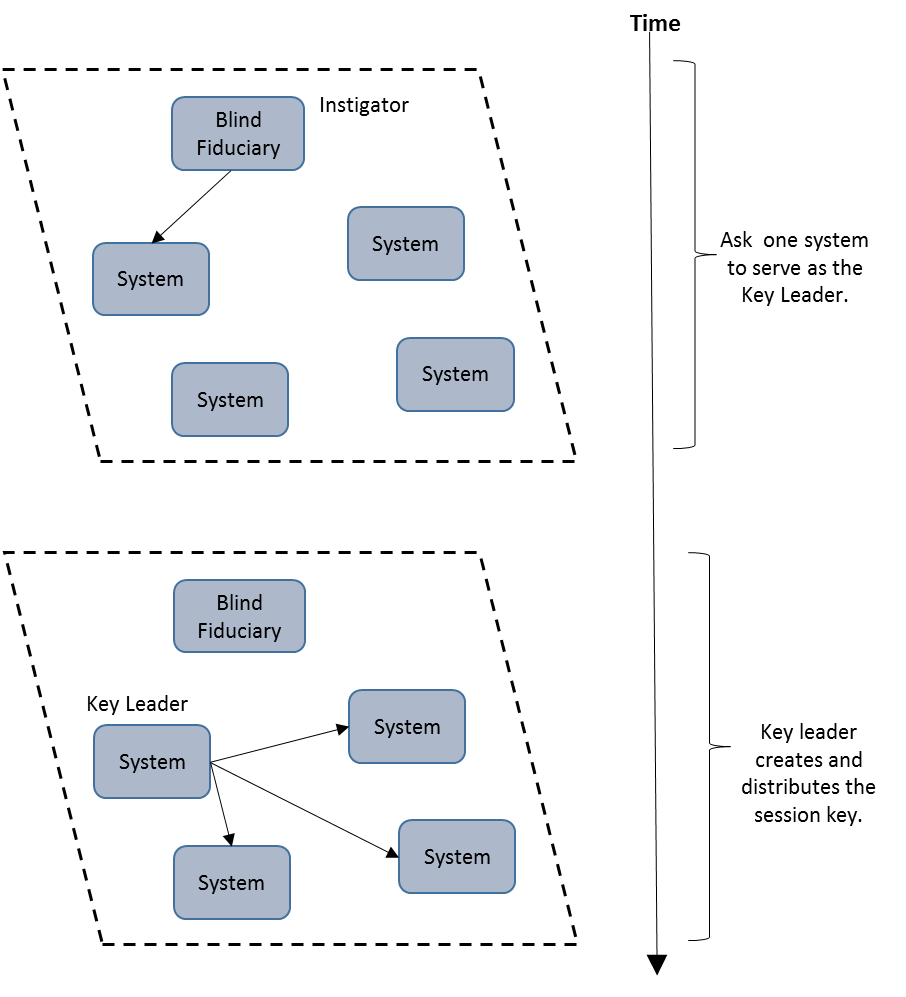 Time
Blind
Fiduciary
Instigator
System
System
System
System
Ask  one system
to serve as the
Key Leader.
Blind
Fiduciary
Key Leader
System
System
System
System
Key leader
creates and
distributes the
session key.